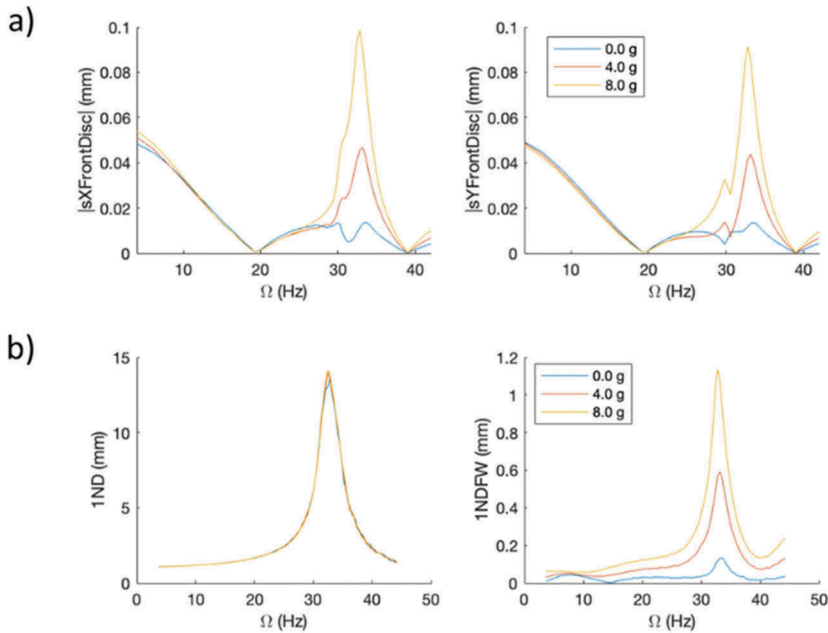 a)
0.1
0.08
0.06
0.04
0.02
0
|sXFrontDisc| (mm)
10 20 30 40
Ω (Hz)
0.1
0.08
0.06
0.04
0.02
0
|sYFrontDisc| (mm)
0.0 g
4.0 g
8.0 g
10 20 30 40
Ω (Hz)
b)
15
10
5
0
1ND (mm)
0 10 20 30 40 50
Ω (Hz)
1.2
1
0.8
0.6
0.4
0.2
0
1NDFW (mm)
0.0 g
4.0 g
8.0 g
0 10 20 30 40 50
Ω (Hz)